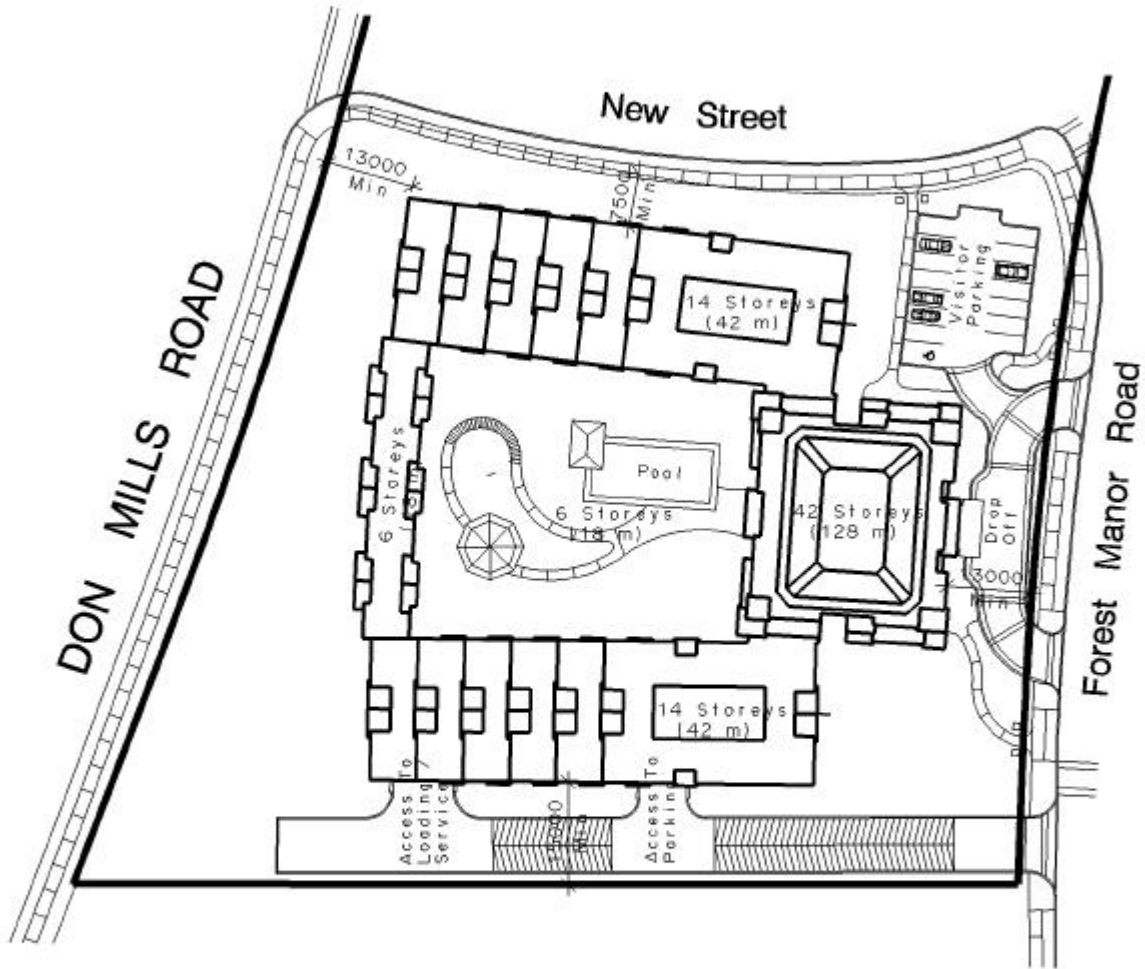 New Street
13000
Min
7500
Min
DON MILLS ROAD
Visitor
Parking
14 Storeys
(42 m)
Forest Manor Road
6 Storeys
Pool
6 Storeys
(18 m)
42 Storeys
(128 m)
Drop
Off
Min
14 Storeys
(42 m)
Access To
Loading/
Service
15000
Min
Access To
Parking